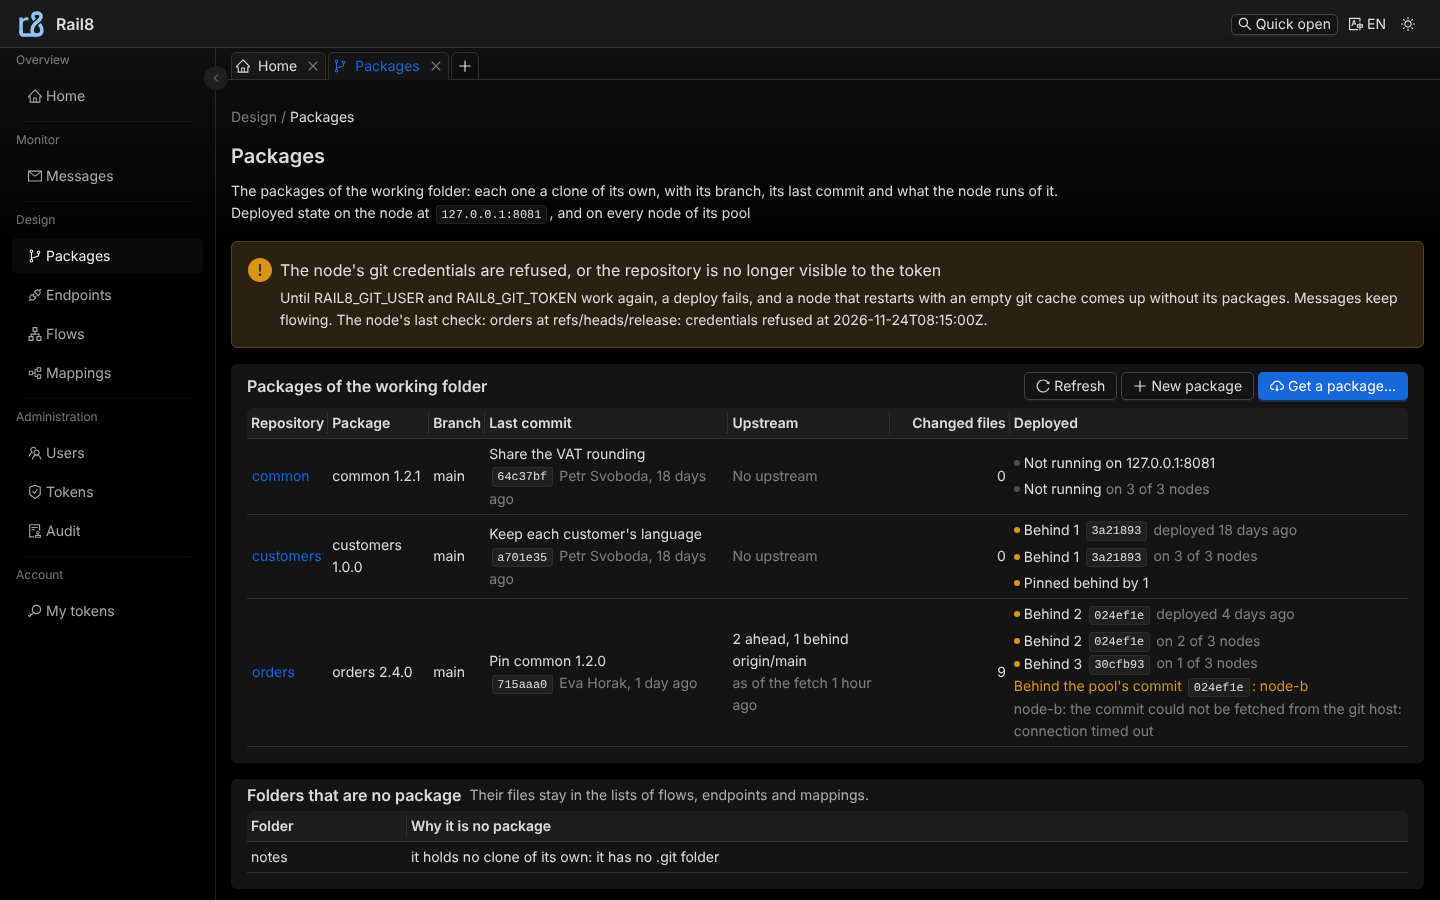 Rail8
Quick open
EN
Overview
Home
Monitor
Messages
Design
Packages
Endpoints
Flows
Mappings
Administration
Users
Tokens
Audit
Account
My tokens
Home
Packages
Design / Packages
Packages
The packages of the working folder: each one a clone of its own, with its branch, its last commit and what the node runs of it.
Deployed state on the node at 127.0.0.1:8081 , and on every node of its pool
The node's git credentials are refused, or the repository is no longer visible to the token
Until RAIL8_GIT_USER and RAIL8_GIT_TOKEN work again, a deploy fails, and a node that restarts with an empty git cache comes up without its packages. Messages keep
flowing. The node's last check: orders at refs/heads/release: credentials refused at 2026-11-24T08:15:00Z.
Packages of the working folder
Refresh
New package
Get a package...
Repository Package Branch Last commit Upstream Changed files Deployed
common
common 1.2.1
main
Share the VAT rounding
64c37bf Petr Svoboda, 18 days
ago
No upstream
0
Not running on 127.0.0.1:8081
Not running on 3 of 3 nodes
customers
customers
1.0.0
main
Keep each customer's language
a701e35 Petr Svoboda, 18 days
ago
No upstream
0
Behind 1 3a21893 deployed 18 days ago
Behind 1 3a21893 on 3 of 3 nodes
Pinned behind by 1
orders
orders 2.4.0
main
Pin common 1.2.0
715aaa0 Eva Horak, 1 day ago
2 ahead, 1 behind
origin/main
as of the fetch 1 hour
ago
9
Behind 2 024ef1e deployed 4 days ago
Behind 2 024ef1e on 2 of 3 nodes
Behind 3 30cfb93 on 1 of 3 nodes
Behind the pool's commit 024ef1e : node-b
node-b: the commit could not be fetched from the git host:
connection timed out
Folders that are no package Their files stay in the lists of flows, endpoints and mappings.
Folder Why it is no package
notes it holds no clone of its own: it has no .git folder